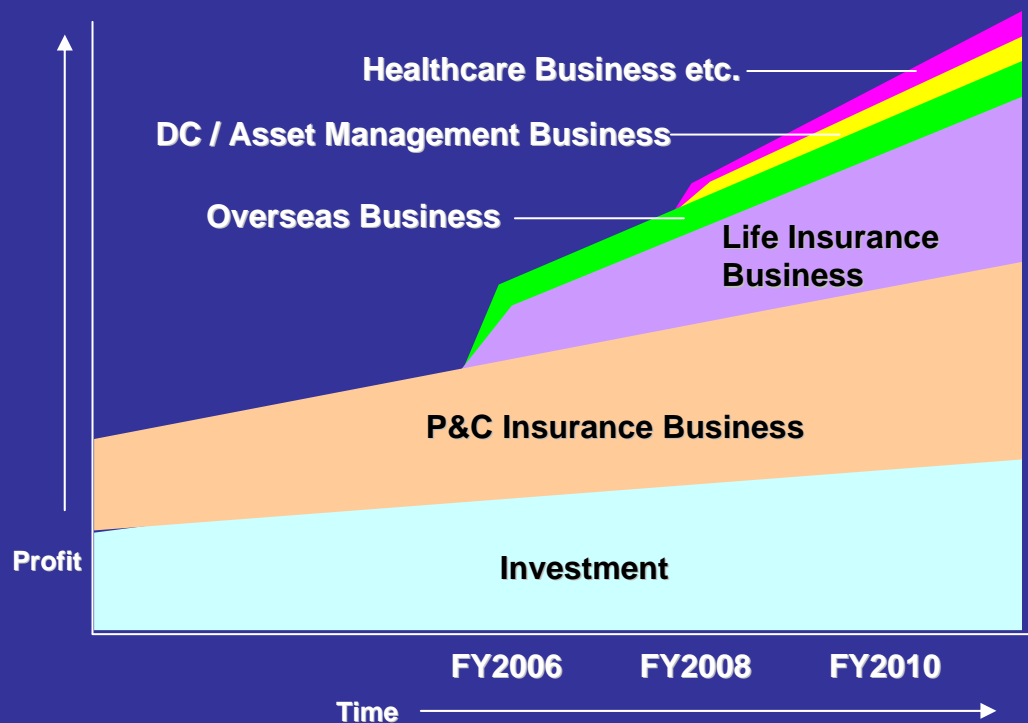 Healthcare Business etc.
DC / Asset Management Business
Overseas Business
Life Insurance
Business
P&C Insurance Business
Profit
Investment
FY2006 FY2008 FY2010
Time